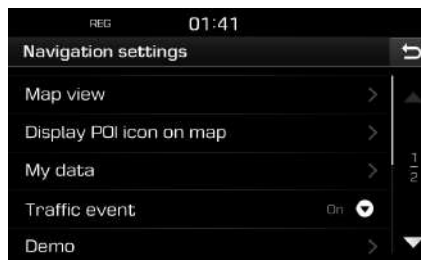 REG 01:41
Navigation settings
Map view
Display POI icon on map
My data
1
2
Traffic event On
Demo